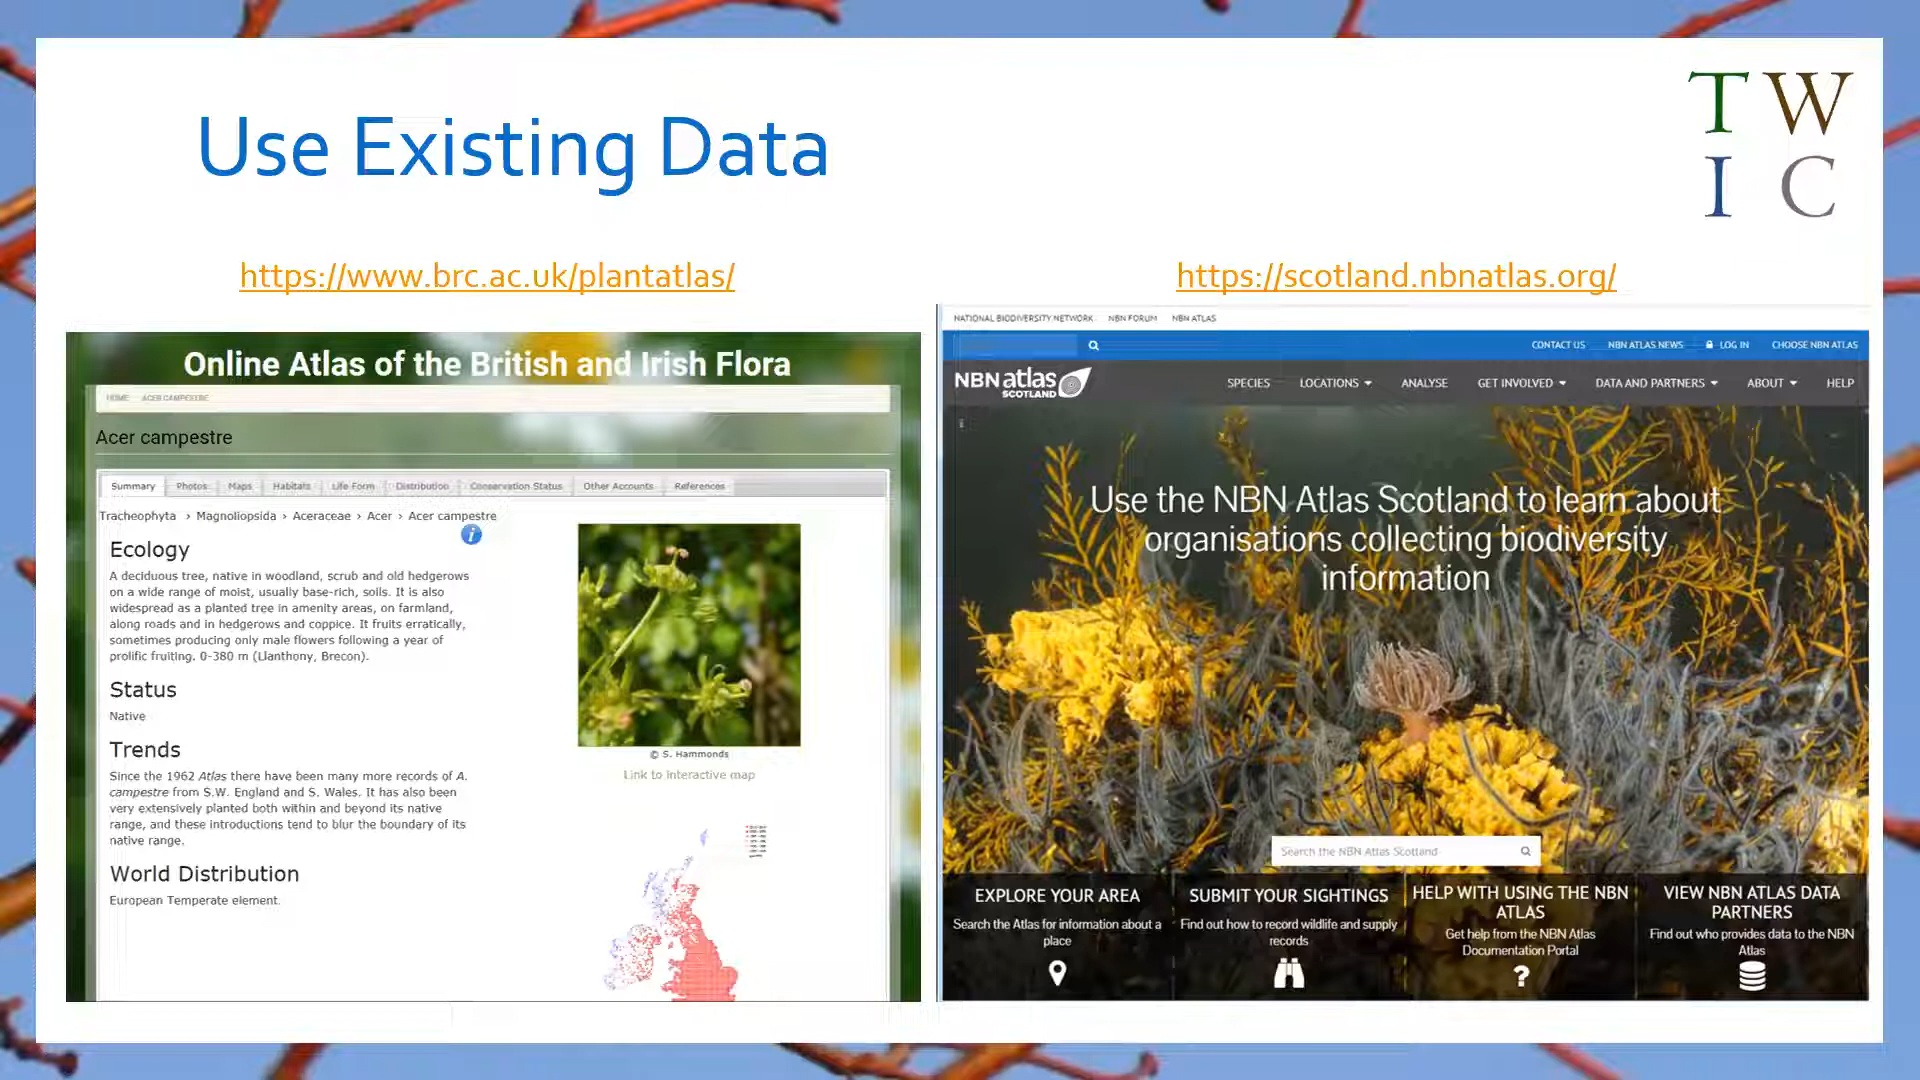 Use Existing Data
T W
I C
https://www.brc.ac.uk/plantatlas/
https://scotland.nbnatlas.org/
Online Atlas of the British and Irish Flora
HOME ACER CAMPESTRE
Acer campestre
Summary Photos Maps Habitats Life Form Distribution Conservation Status Other Accounts References
Tracheophyta > Magnoliopsida > Aceraceae > Acer > Acer campestre
i
Ecology
A deciduous tree, native in woodland, scrub and old hedgerows
on a wide range of moist, usually base-rich, soils. It is also
widespread as a planted tree in amenity areas, on farmland,
along roads and in hedgerows and coppice. It fruits erratically,
sometimes producing only male flowers following a year of
prolific fruiting. 0-380 m (Llanthony, Brecon).
Status
Native
Trends
Since the 1962 Atlas there have been many more records of A.
campestre from S.W. England and S. Wales. It has also been
very extensively planted both within and beyond its native
range, and these introductions tend to blur the boundary of its
native range.
World Distribution
European Temperate element.
© S. Hammonds
Link to interactive map
NATIONAL BIODIVERSITY NETWORK NBN FORUM NBN ATLAS
CONTACT US NBN ATLAS NEWS LOG IN CHOOSE NBN ATLAS
NBN atlas
SCOTLAND
SPECIES LOCATIONS ANALYSE GET INVOLVED DATA AND PARTNERS ABOUT HELP
Use the NBN Atlas Scotland to learn about
organisations collecting biodiversity
information
Search the NBN Atlas Scotland
EXPLORE YOUR AREA
Search the Atlas for information about a
place
SUBMIT YOUR SIGHTINGS
Find out how to record wildlife and supply
records
HELP WITH USING THE NBN
ATLAS
Get help from the NBN Atlas
Documentation Portal
?
VIEW NBN ATLAS DATA
PARTNERS
Find out who provides data to the NBN
Atlas